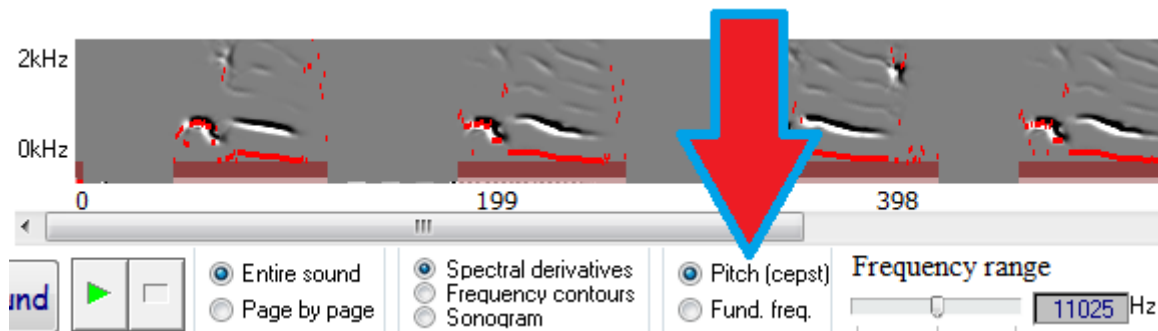 2kHz
0kHz
0 199 398
Entire sound Spectral derivatives Pitch (cepst) Frequency range
und Frequency contours 11025 Hz
Page by page Sonogram Fund. freq.